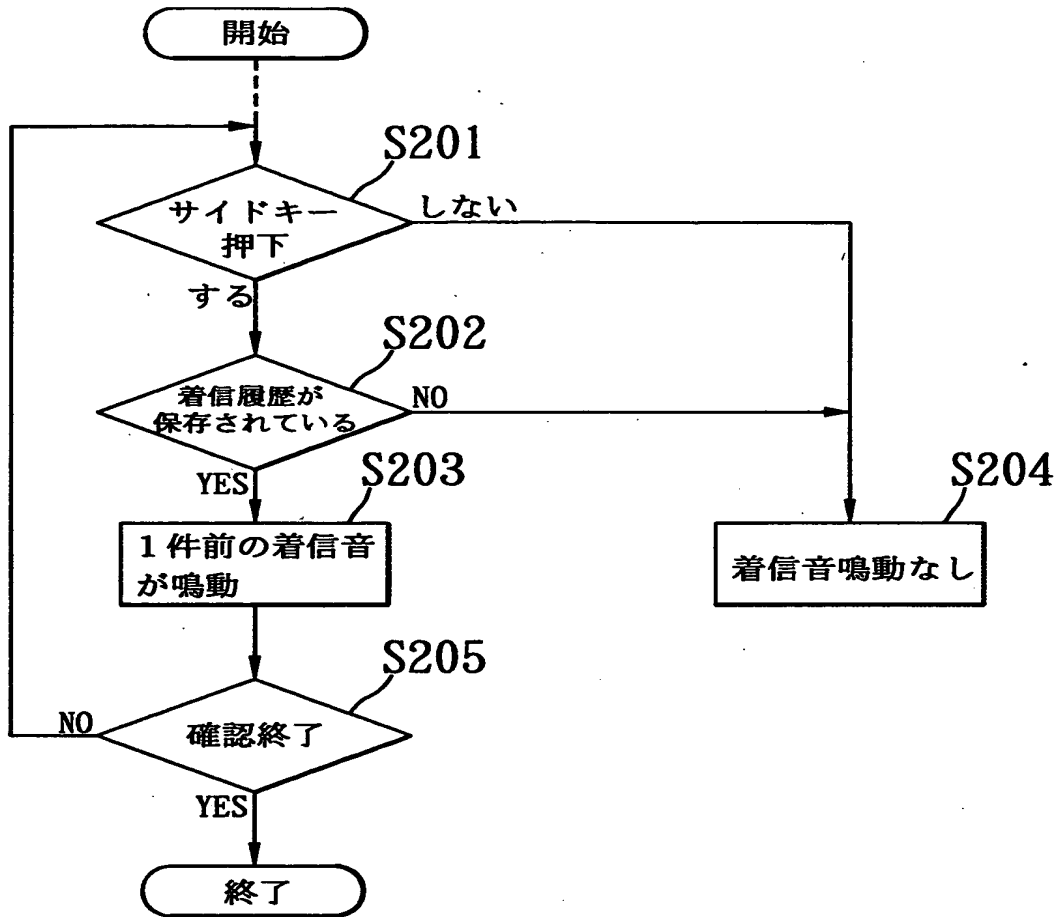 開始
S201
サイドキー
押下
しない
する
S202
着信履歴が
保存されている
NO
YES
S203
1件前の着信音
が鳴動
S204
着信音鳴動なし
S205
確認終了
NO
YES
終了